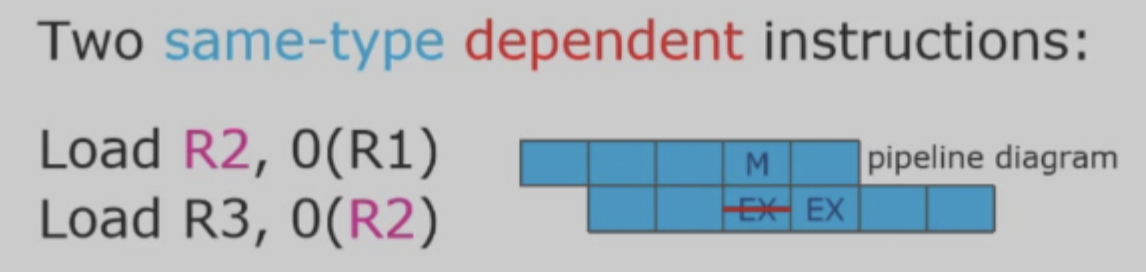 Two same-type dependent instructions:
Load R2, 0(R1)
M
pipeline diagram
Load R3, 0(R2)
EX EX